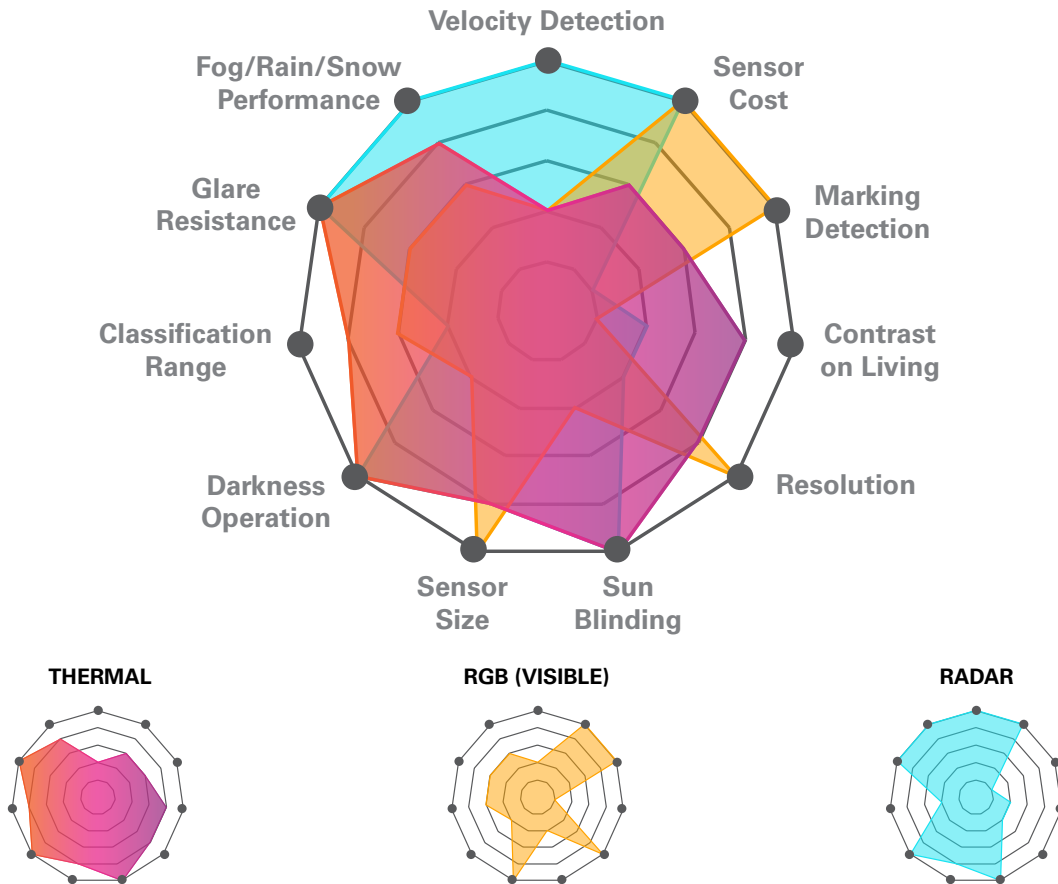 Velocity Detection
Fog/Rain/Snow
Performance
Sensor
Cost
Glare
Resistance
Marking
Detection
Classification
Range
Contrast
on Living
Darkness
Operation
Resolution
Sensor
Size
Sun
Blinding
THERMAL
RGB (VISIBLE)
RADAR